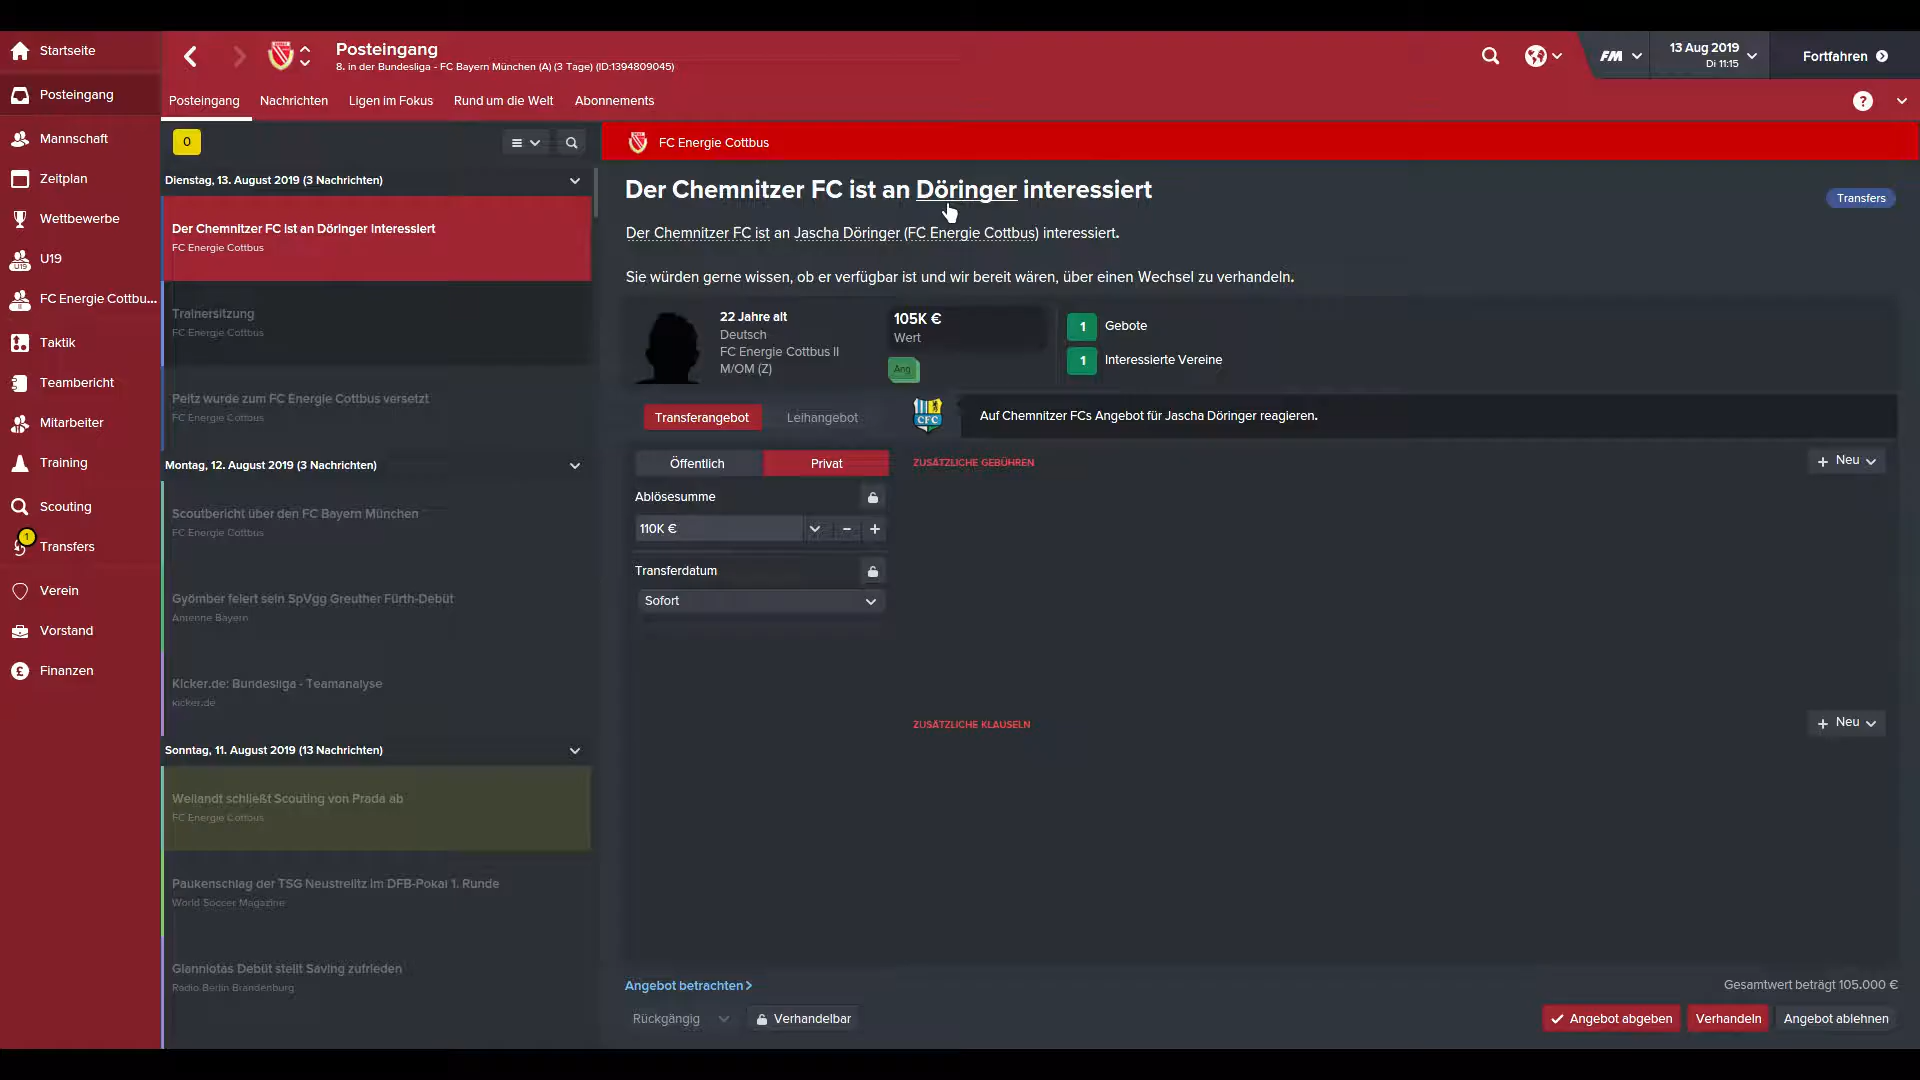 Startseite
Posteingang
Mannschaft
Zeitplan
Wettbewerbe
U19
FC Energie Cottbu...
Taktik
Teambericht
Mitarbeiter
Training
Scouting
1
Transfers
Verein
Vorstand
Finanzen
Posteingang
8. in der Bundesliga - FC Bayern München (A) (3 Tage) (ID:1394809045)
FM
13 Aug 2019
Di 11:15
Fortfahren
Posteingang
Nachrichten
Ligen im Fokus
Rund um die Welt
Abonnements
?
0
Dienstag, 13. August 2019 (3 Nachrichten)
Der Chemnitzer FC ist an Döringer interessiert
FC Energie Cottbus
Trainersitzung
FC Energie Cottbus
Peitz wurde zum FC Energie Cottbus versetzt
FC Energie Cottbus
Montag, 12. August 2019 (3 Nachrichten)
Scoutbericht über den FC Bayern München
FC Energie Cottbus
Gyömber feiert sein SpVgg Greuther Fürth-Debüt
Antenne Bayern
Kicker.de: Bundesliga - Teamanalyse
kicker.de
Sonntag, 11. August 2019 (13 Nachrichten)
Weilandt schließt Scouting von Prada ab
FC Energie Cottbus
Paukenschlag der TSG Neustrelitz im DFB-Pokal 1. Runde
World Soccer Magazine
Gianniotas Debüt stellt Saving zufrieden
Radio Berlin Brandenburg
FC Energie Cottbus
Der Chemnitzer FC ist an Döringer interessiert
Transfers
Der Chemnitzer FC ist an Jascha Döringer (FC Energie Cottbus) interessiert.
Sie würden gerne wissen, ob er verfügbar ist und wir bereit wären, über einen Wechsel zu verhandeln.
22 Jahre alt
Deutsch
FC Energie Cottbus II
M/OM (Z)
105K €
Wert
Ang
1 Gebote
1 Interessierte Vereine
Transferangebot
Leihangebot
CFC
Auf Chemnitzer FCs Angebot für Jascha Döringer reagieren.
Öffentlich
Privat
ZUSÄTZLICHE GEBÜHREN
+ Neu
Ablösesumme
110K €
- +
Transferdatum
Sofort
ZUSÄTZLICHE KLAUSELN
+ Neu
Angebot betrachten >
Gesamtwert beträgt 105.000 €
Rückgängig
Verhandelbar
Angebot abgeben
Verhandeln
Angebot ablehnen